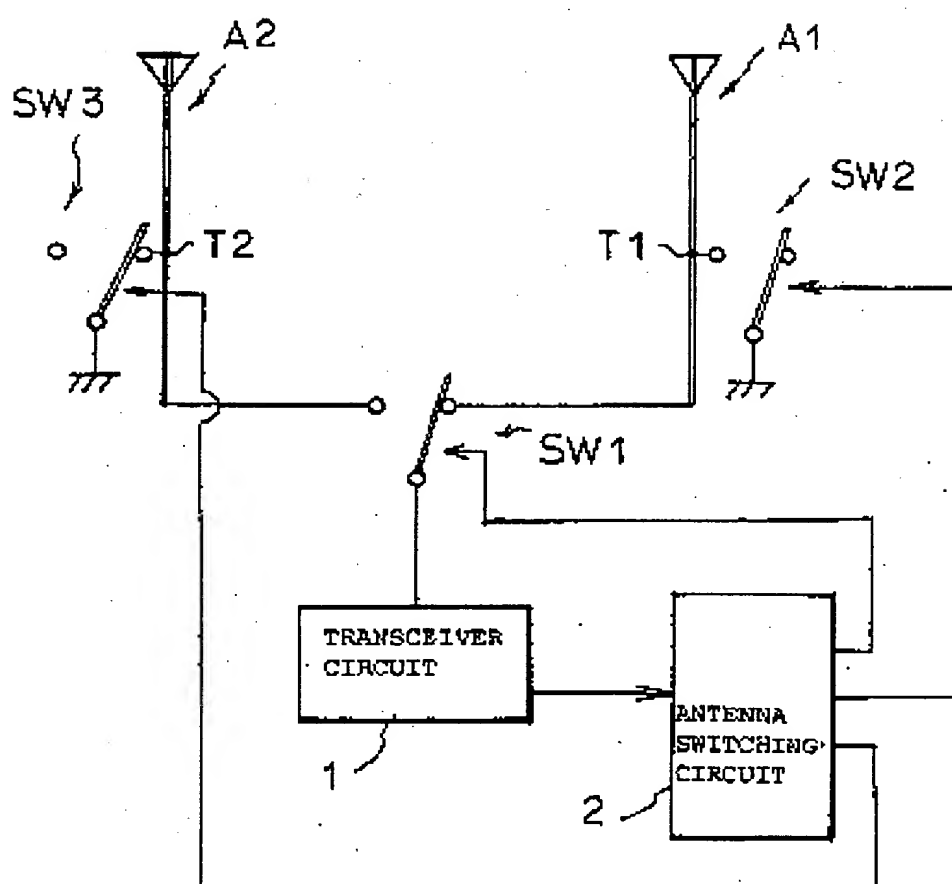 A2
A1
SW3
SW2
T2
T1
SW1
TRANSCEIVER
CIRCUIT
1
ANTENNA
SWITCHING
CIRCUIT
2